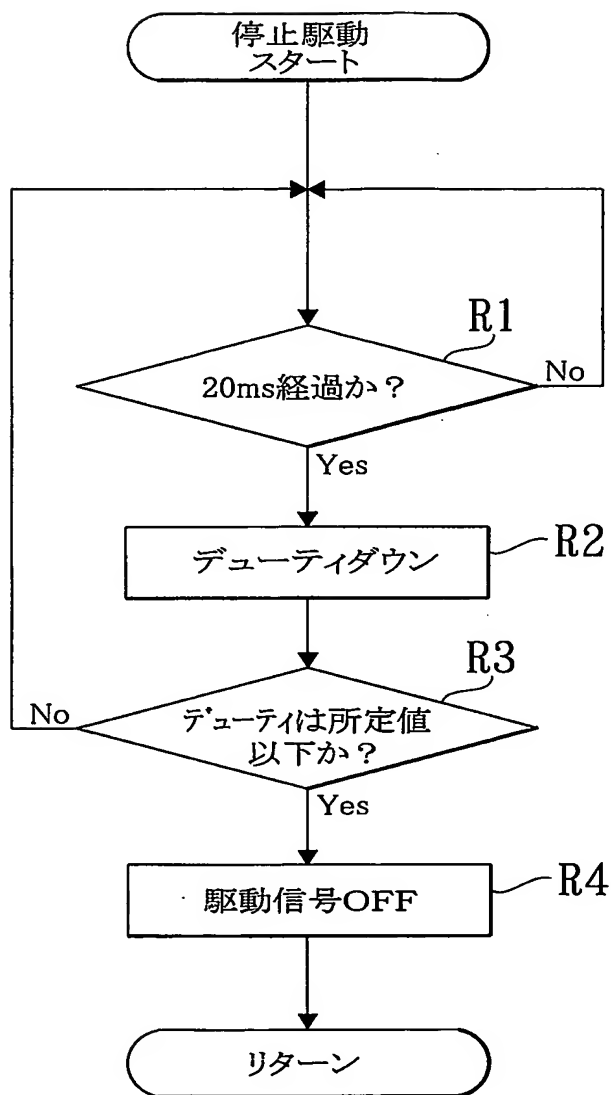 停止駆動
スタート
R1
20ms経過か？
No
Yes
デューティダウン
R2
R3
No
デューティは所定値
以下か？
Yes
駆動信号OFF
R4
リターン